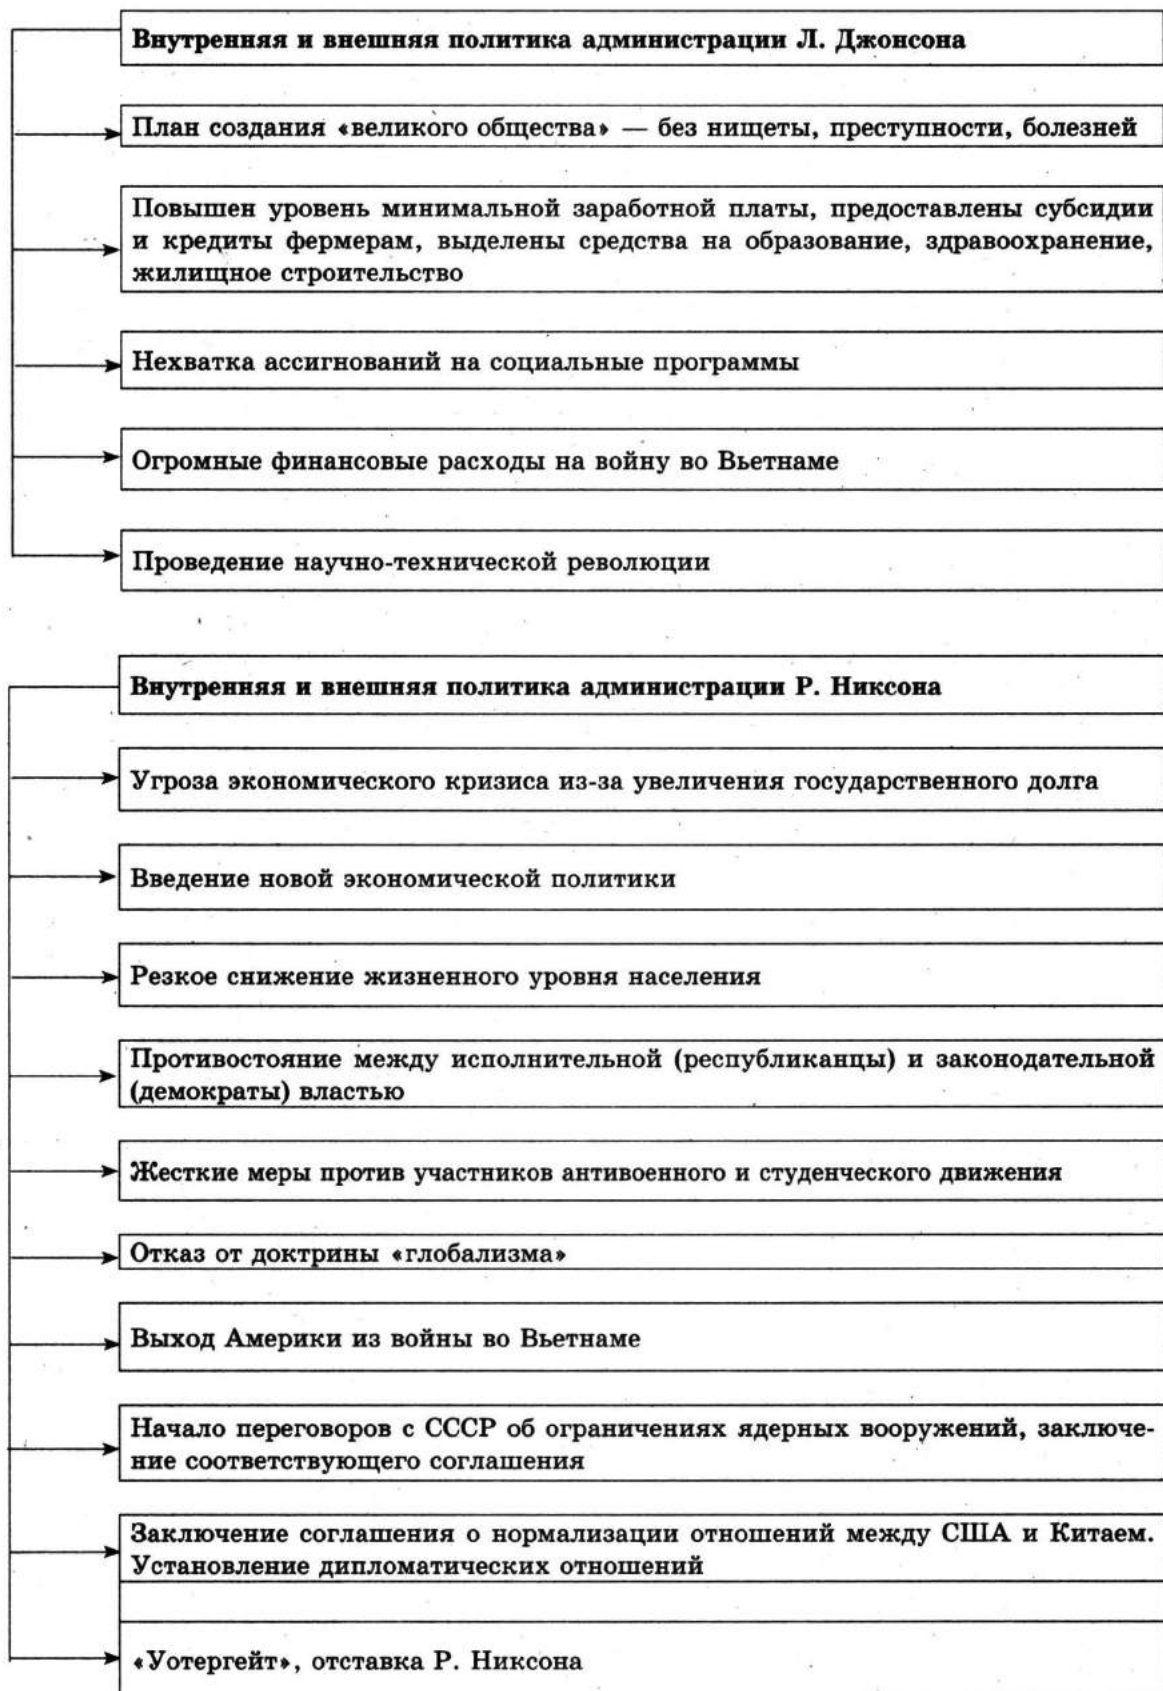 Внутренняя и внешняя политика администрации Л. Джонсона
План создания «великого общества» — без нищеты, преступности, болезней
Повышен уровень минимальной заработной платы, предоставлены субсидии
и кредиты фермерам, выделены средства на образование, здравоохранение,
жилищное строительство
Нехватка ассигнований на социальные программы
Огромные финансовые расходы на войну во Вьетнаме
Проведение научно-технической революции
Внутренняя и внешняя политика администрации Р. Никсона
Угроза экономического кризиса из-за увеличения государственного долга
Введение новой экономической политики
Резкое снижение жизненного уровня населения
Противостояние между исполнительной (республиканцы) и законодательной
(демократы) властью
Жесткие меры против участников антивоенного и студенческого движения
Отказ от доктрины «глобализма»
Выход Америки из войны во Вьетнаме
Начало переговоров с СССР об ограничениях ядерных вооружений, заключе-
ние соответствующего соглашения
Заключение соглашения о нормализации отношений между США и Китаем.
Установление дипломатических отношений
«Уотергейт», отставка Р. Никсона